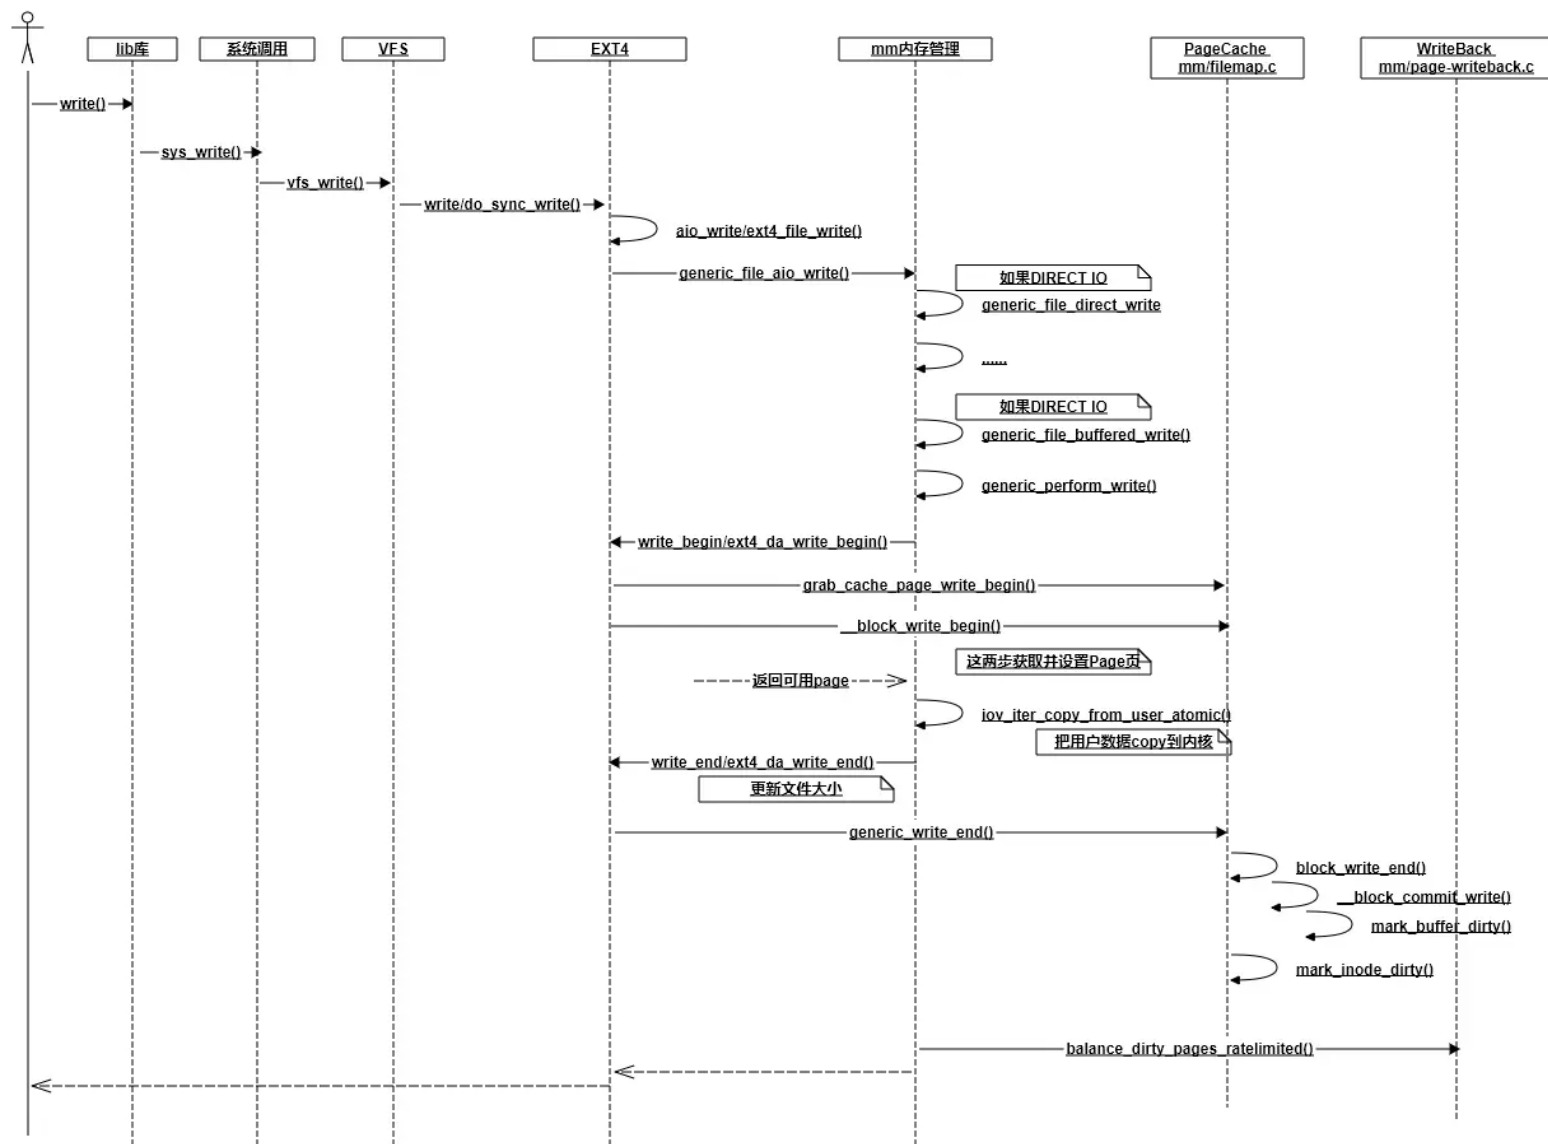 lib库
系统调用
VFS
EXT4
mm内存管理
PageCache
mm/filemap.c
WriteBack
mm/page-writeback.c
write()
sys_write()
vfs_write()
write/do_sync_write()
aio_write/ext4_file_write()
generic_file_aio_write()
如果DIRECT IO
generic_file_direct_write
......
如果DIRECT IO
generic_file_buffered_write()
generic_perform_write()
write_begin/ext4_da_write_begin()
grab_cache_page_write_begin()
__block_write_begin()
这两步获取并设置Page页
返回可用page
iov_iter_copy_from_user_atomic()
把用户数据copy到内核
write_end/ext4_da_write_end()
更新文件大小
generic_write_end()
block_write_end()
__block_commit_write()
mark_buffer_dirty()
mark_inode_dirty()
balance_dirty_pages_ratelimited()